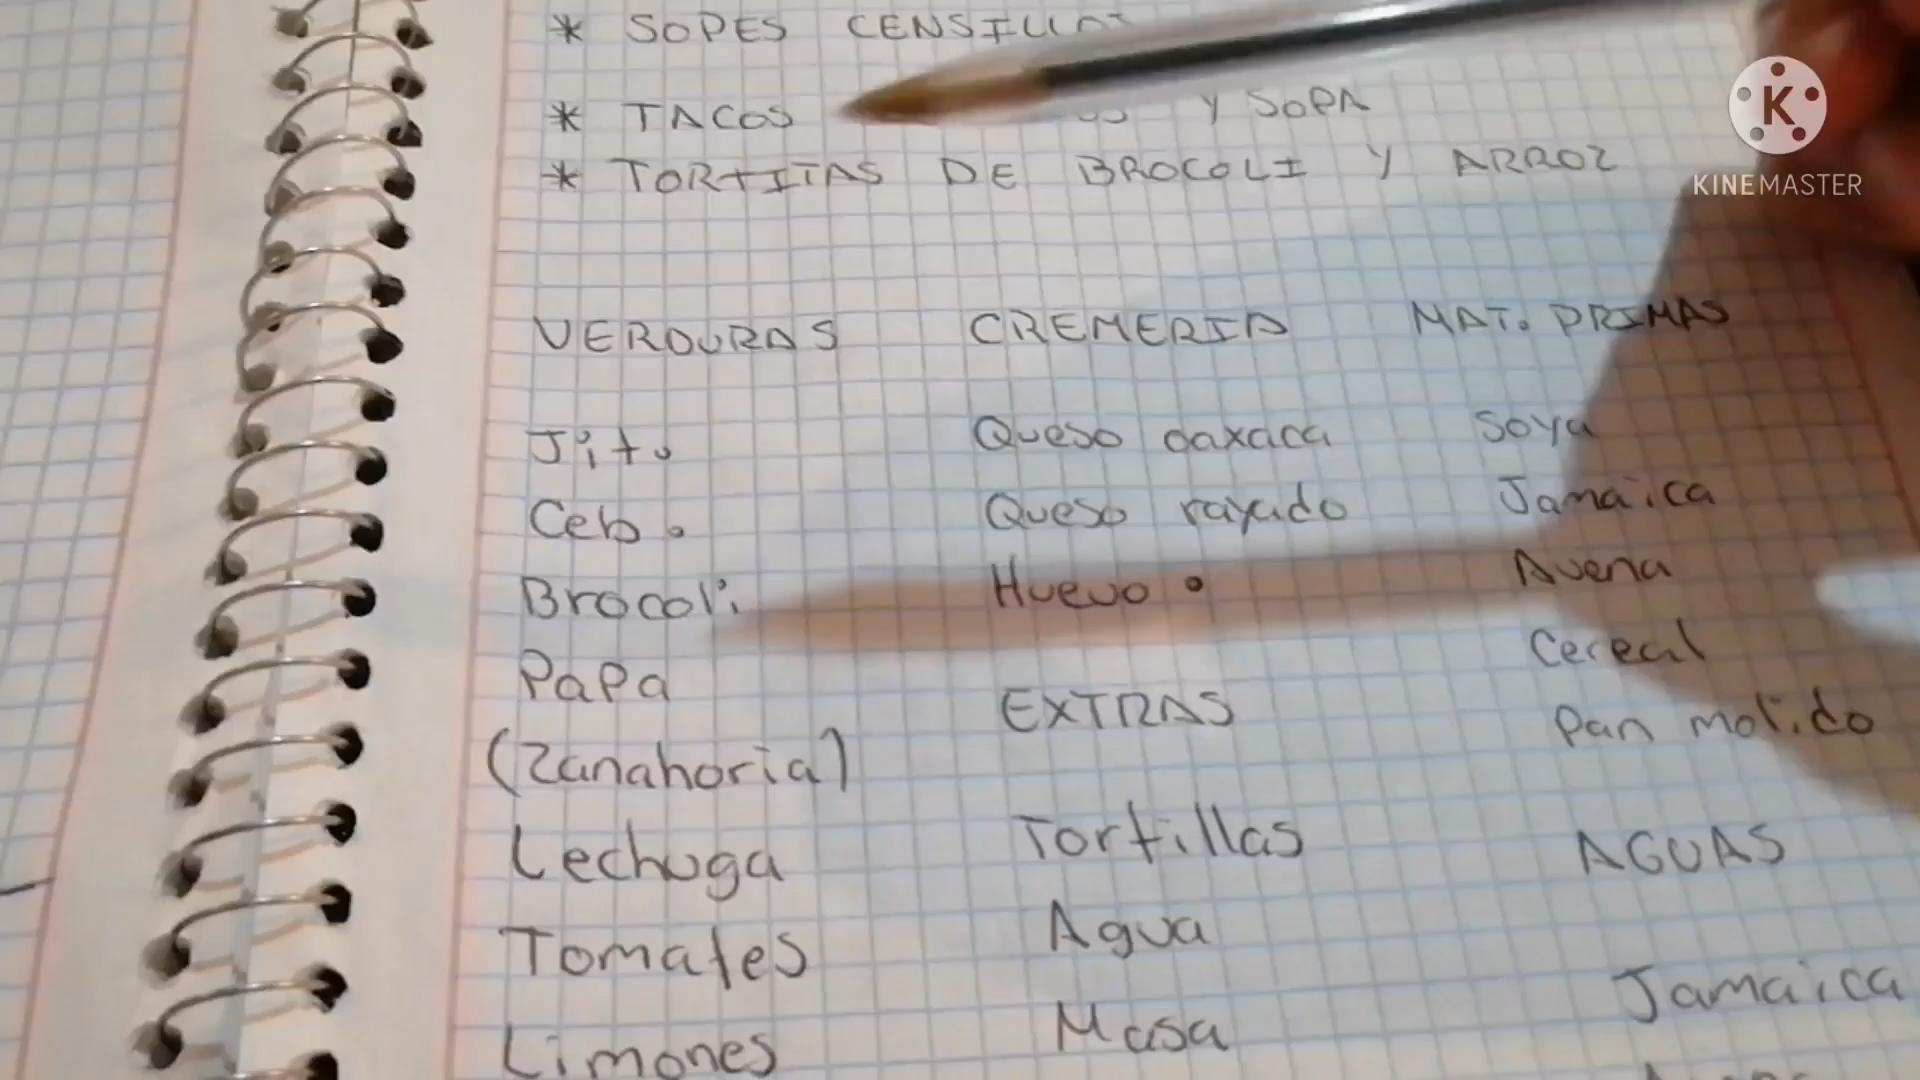 * SOPES CENSILLOS
* TACOS Y SOPA
* TORTITAS DE BROCOLI Y ARROZ
VERDURAS
Jito
Ceb.
Brocoli
Papa
(Zanahoria)
Lechuga
Tomates
Limones
CREMERIA
Queso oaxaca
Queso rayado
Huevo
EXTRAS
Tortillas
Agua
Masa
MAT. PRIMAS
Soya
Jamaica
Avena
Cereal
Pan molido
AGUAS
Jamaica
K
KINEMASTER